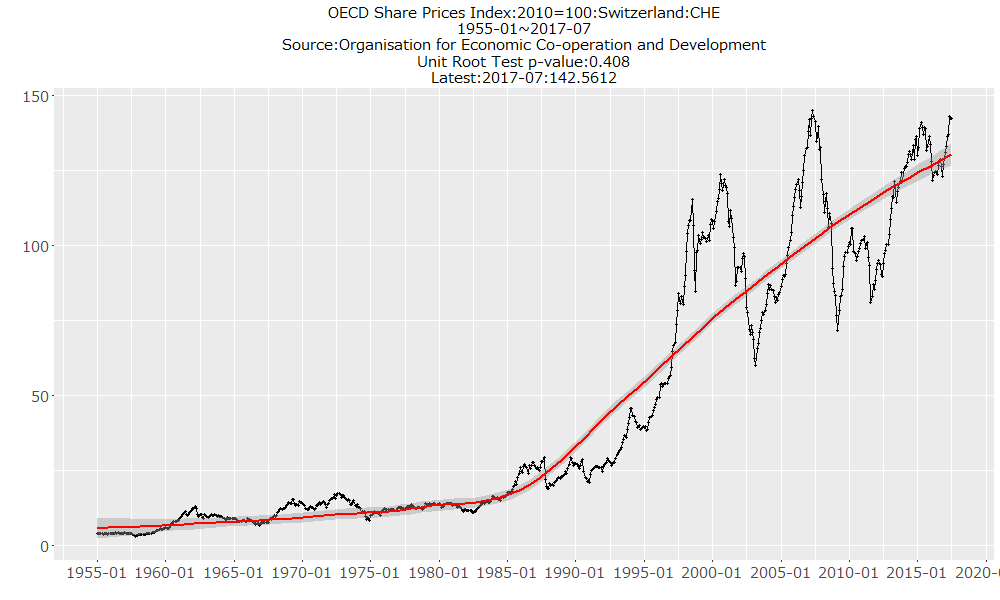 OECD Share Prices Index:2010=100:Switzerland:CHE
1955-01~2017-07
Source:Organisation for Economic Co-operation and Development
Unit Root Test p-value:0.408
Latest:2017-07:142.5612
150
100
50
0
1955-01 1960-01 1965-01 1970-01 1975-01 1980-01 1985-01 1990-01 1995-01 2000-01 2005-01 2010-01 2015-01 2020-0